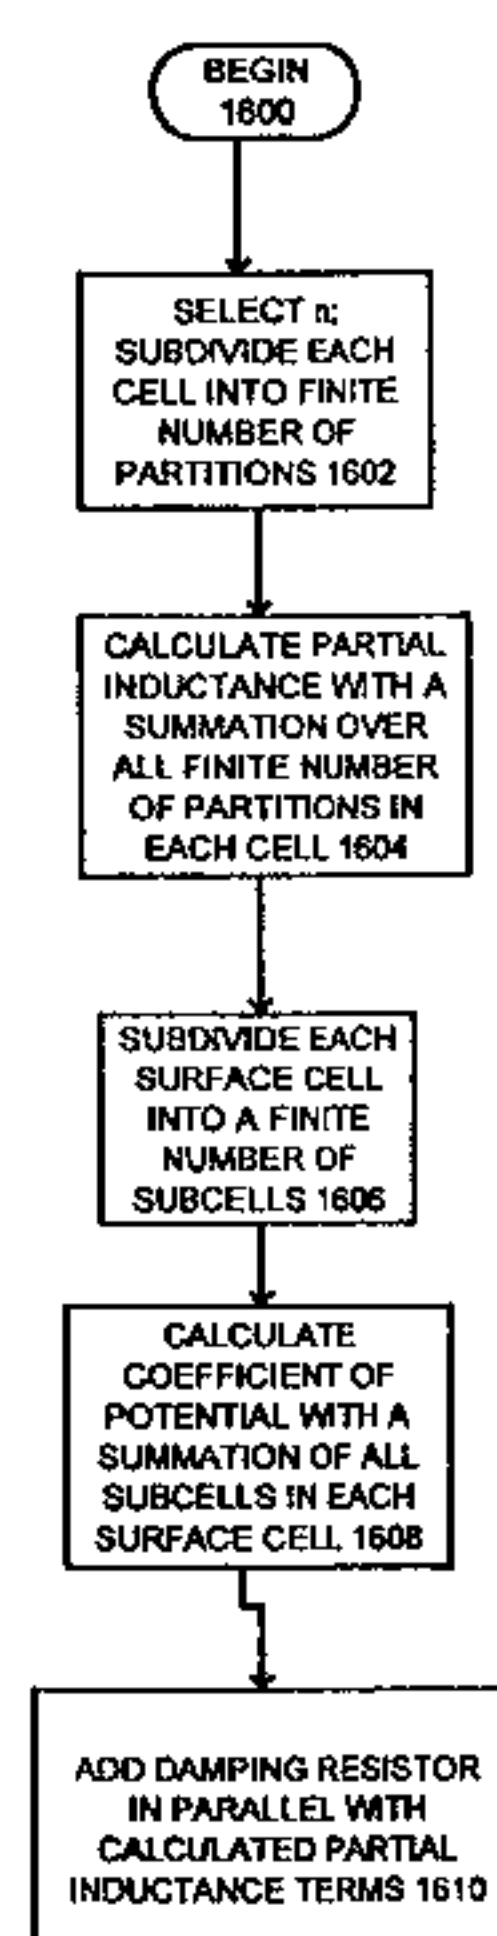 BEGIN
1600
SELECT n;
SUBDIVIDE EACH
CELL INTO FINITE
NUMBER OF
PARTITIONS 1602
CALCULATE PARTIAL
INDUCTANCE WITH A
SUMMATION OVER
ALL FINITE NUMBER
OF PARTITIONS IN
EACH CELL 1604
SUBDIVIDE EACH
SURFACE CELL
INTO A FINITE
NUMBER OF
SUBCELLS 1606
CALCULATE
COEFFICIENT OF
POTENTIAL WITH A
SUMMATION OF ALL
SUBCELLS IN EACH
SURFACE CELL 1608
ADD DAMPING RESISTOR
IN PARALLEL WITH
CALCULATED PARTIAL
INDUCTANCE TERMS 1610